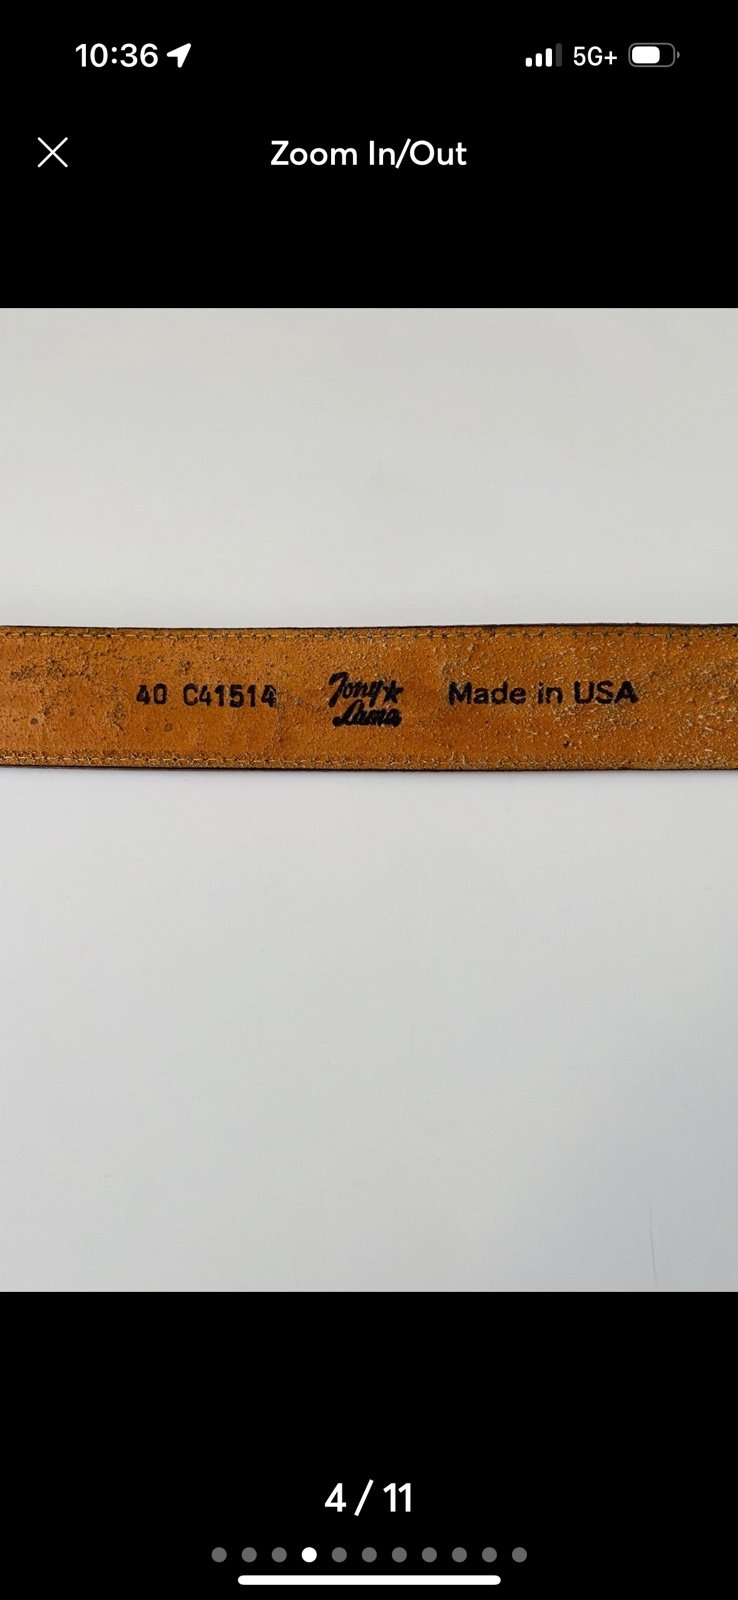 10:36 5G+
Zoom In/Out
40 C41514 Tony Lama Made in USA
4 / 11